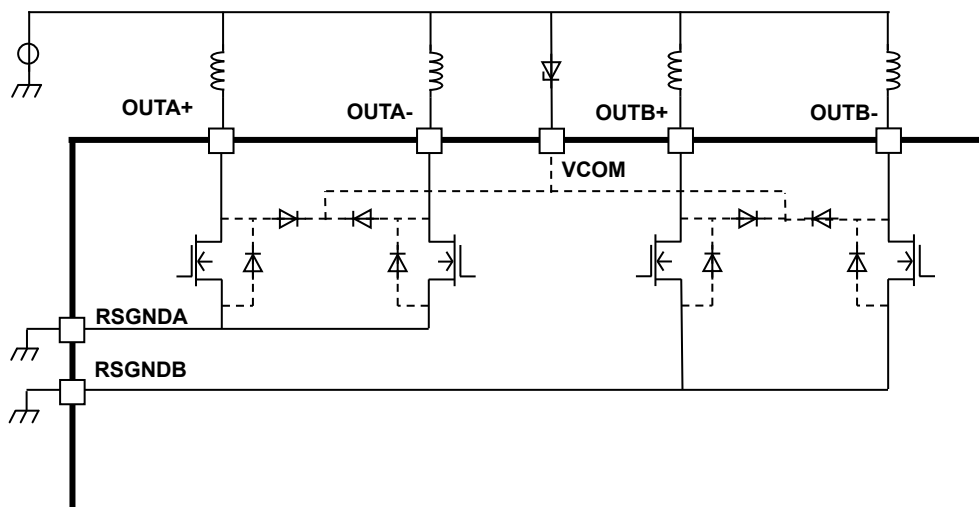 OUTA+
OUTA-
OUTB+
OUTB-
VCOM
RSGNDA
RSGNDB